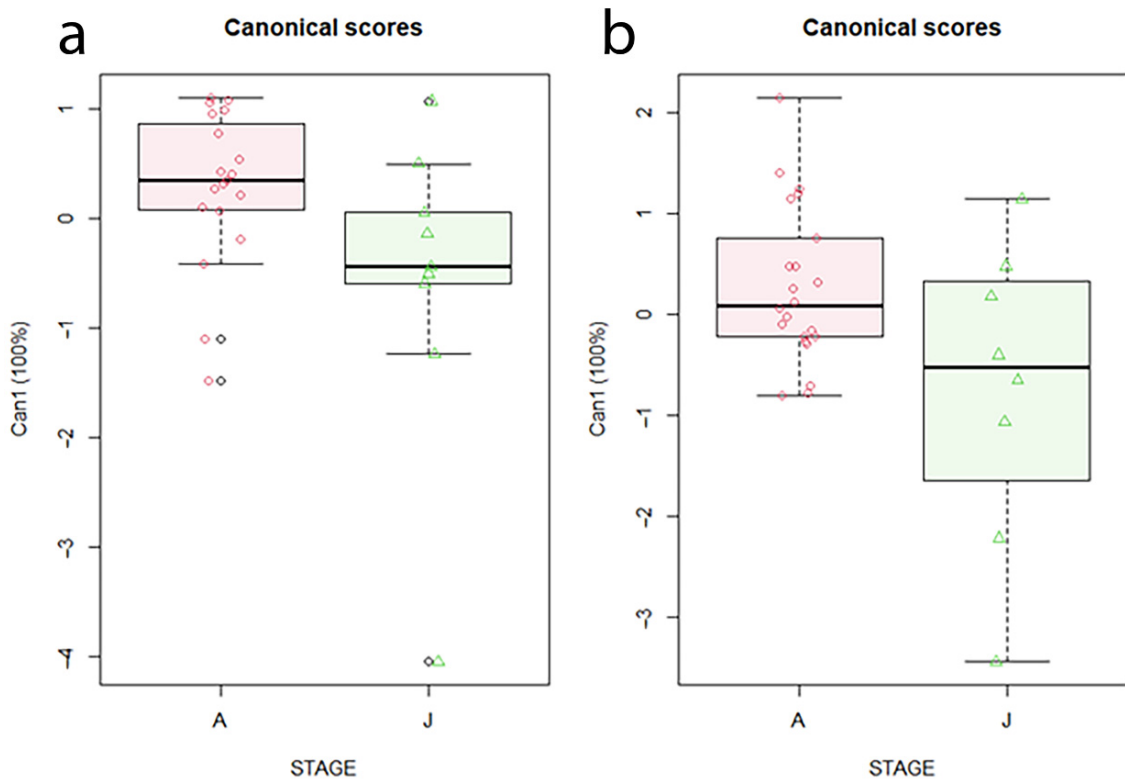 a
Canonical scores
1
0
-1
-2
-3
-4
Can1 (100%)
A
J
STAGE
b
Canonical scores
2
1
0
-1
-2
-3
Can1 (100%)
A
J
STAGE